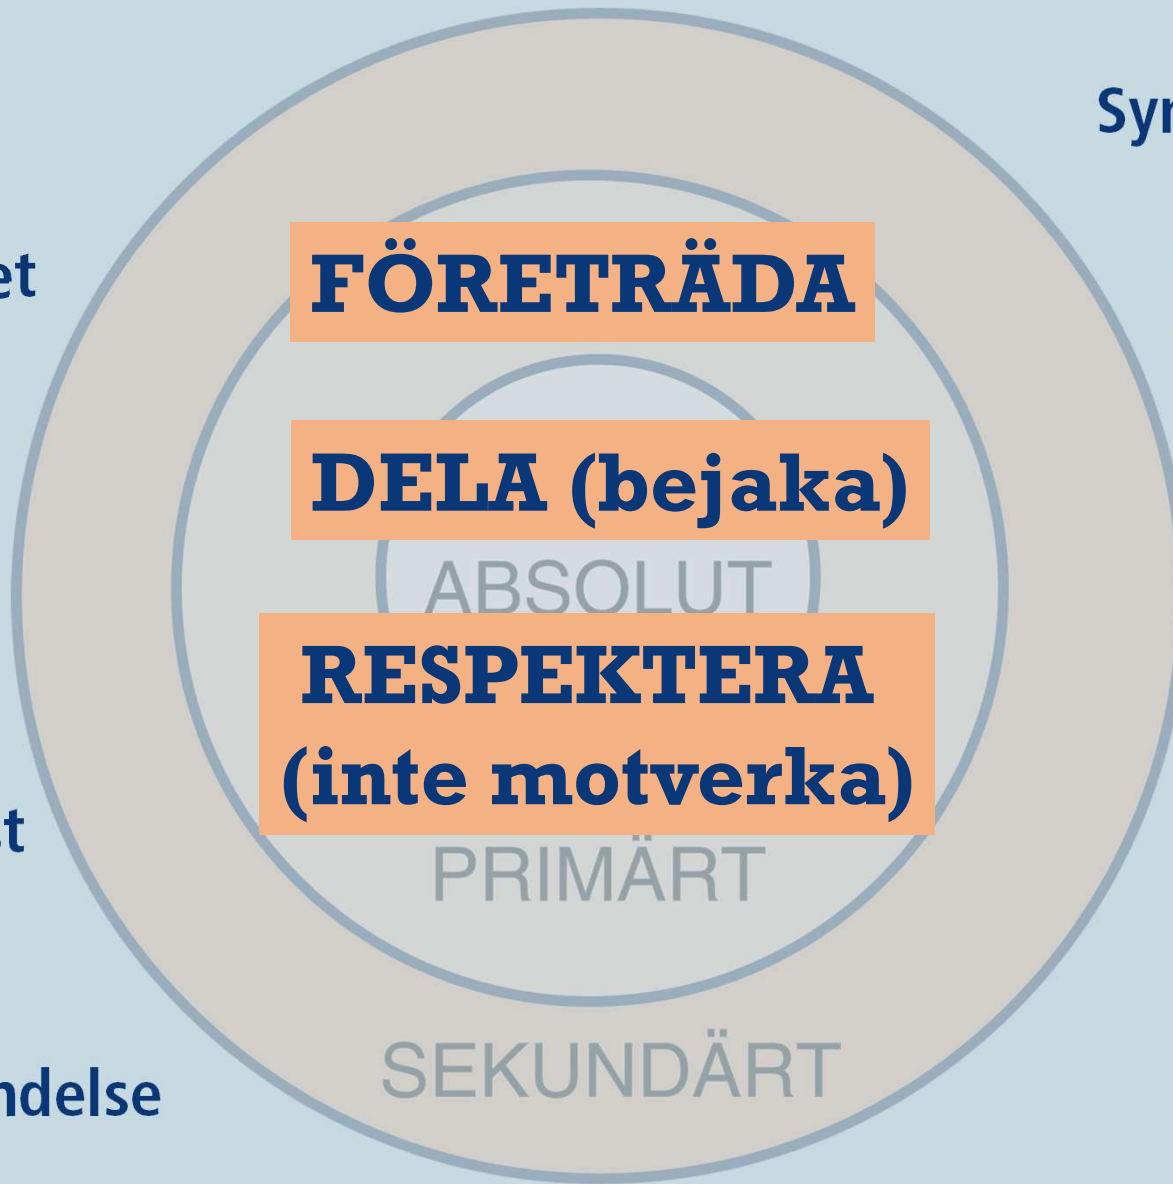 FÖRETRÄDA
DELA (bejaka)
ABSOLUT
RESPEKTERA
(inte motverka)
PRIMÄRT
SEKUNDÄRT